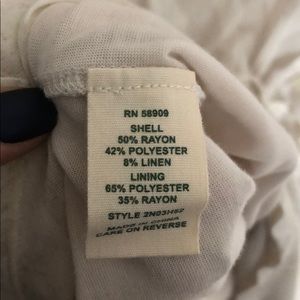 RN 58909
SHELL
50% RAYON
42% POLYESTER
8% LINEN
LINING
65% POLYESTER
35% RAYON
STYLE 2N03H52
MADE IN CHINA
CARE ON REVERSE